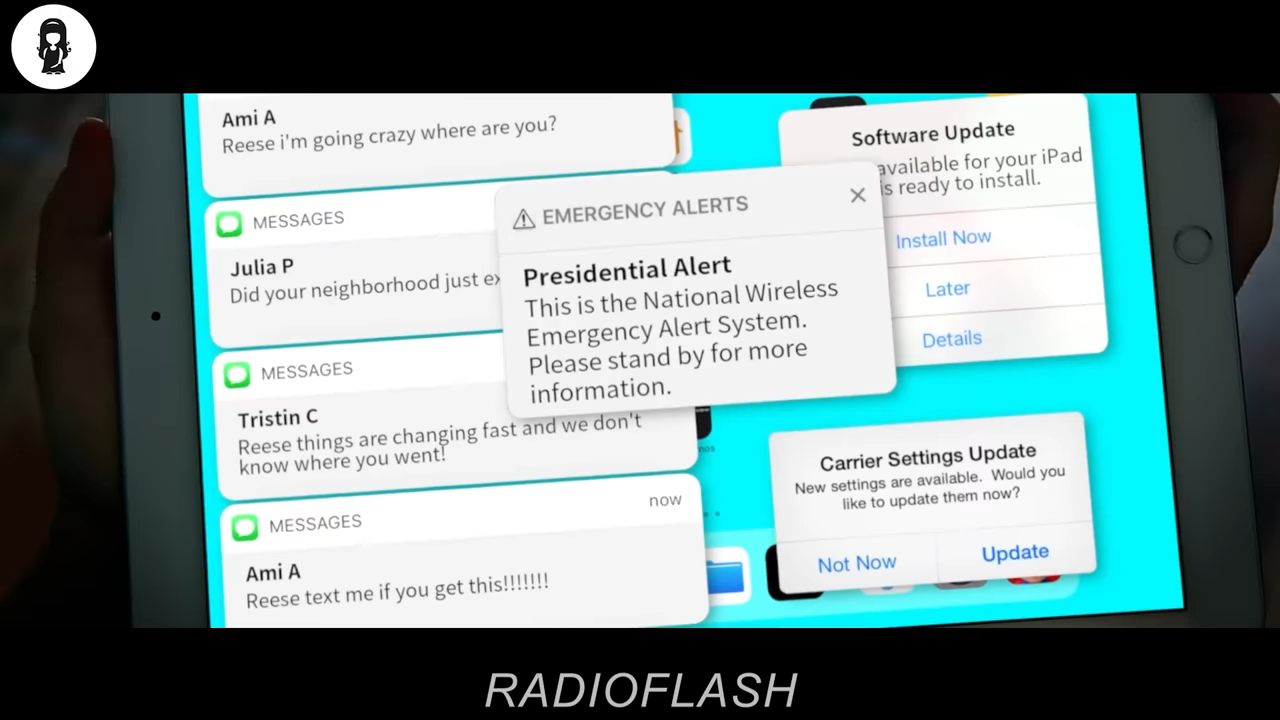 Ami A
Reese i'm going crazy where are you?
MESSAGES
Julia P
Did your neighborhood just
MESSAGES
Tristin C
Reese things are changing fast and we don't
know where you went!
MESSAGES
now
Ami A
Reese text me if you get this!!!!!!!
EMERGENCY ALERTS
Presidential Alert
This is the National Wireless
Emergency Alert System.
Please stand by for more
information.
Software Update
available for your iPad
is ready to install.
Install Now
Later
Details
Carrier Settings Update
New settings are available. Would you
like to update them now?
Not Now
Update
RADIOFLASH